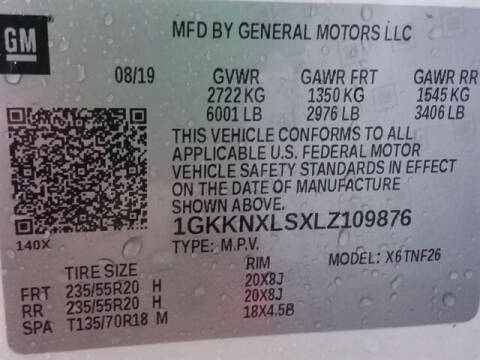 GM
MFD BY GENERAL MOTORS LLC
08/19 GVWR GAWR FRT GAWR RR
2722 KG 1350 KG 1545 KG
6001 LB 2976 LB 3406 LB
THIS VEHICLE CONFORMS TO ALL
APPLICABLE U.S. FEDERAL MOTOR
VEHICLE SAFETY STANDARDS IN EFFECT
ON THE DATE OF MANUFACTURE
SHOWN ABOVE.
1GKKNXLSXLZ109876
140X TYPE: M.P.V. MODEL: X6TNF26
TIRE SIZE RIM
FRT 235/55R20 H 20X8J
RR 235/55R20 H 20X8J
SPA T135/70R18 M 18X4.5B